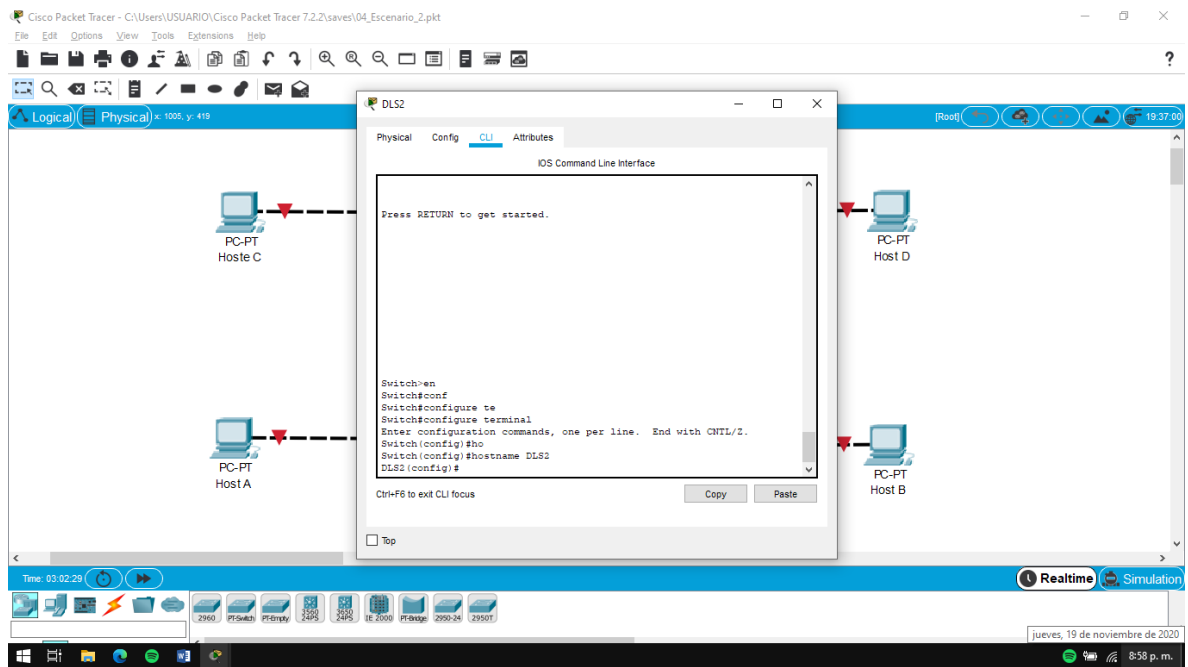 Cisco Packet Tracer - C:\Users\USUARIO\Cisco Packet Tracer 7.2.2\saves\04_Escenario_2.pkt
File Edit Options View Tools Extensions Help
?
Logical Physical x: 1005, y: 419
[Root]
19:37:00
DLS2
Physical Config CLI Attributes
IOS Command Line Interface
Press RETURN to get started.
Switch>en
Switch#conf
Switch#configure te
Switch#configure terminal
Enter configuration commands, one per line.  End with CNTL/Z.
Switch(config)#ho
Switch(config)#hostname DLS2
DLS2(config)#
Ctrl+F6 to exit CLI focus
Copy Paste
Top
PC-PT
Hoste C
PC-PT
Host D
PC-PT
Host A
PC-PT
Host B
Time: 03:02:29
Realtime Simulation
2960 PT-Switch PT-Empty 3560 24PS 3650 24PS IE 2000 PT-Bridge 2950-24 2950T
jueves, 19 de noviembre de 2020
8:58 p. m.